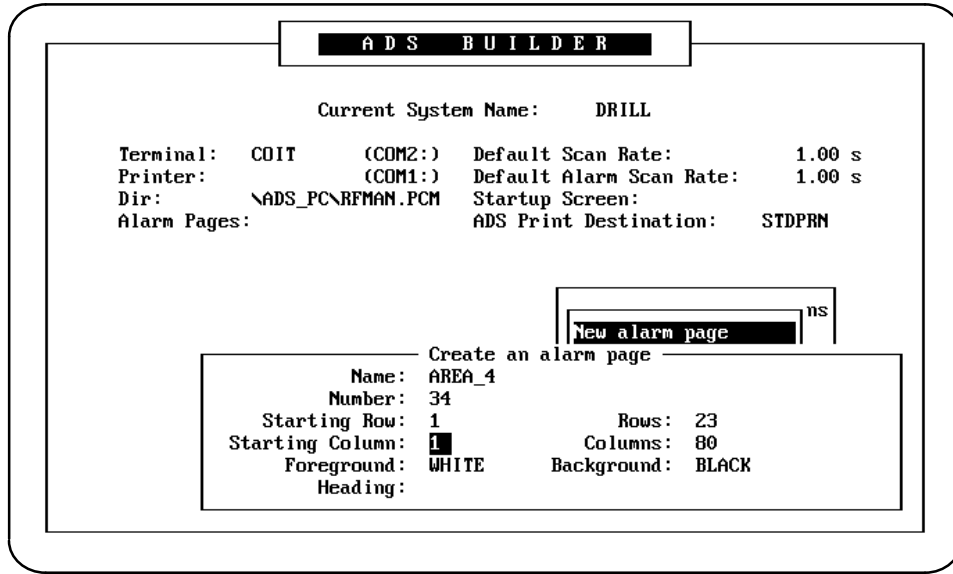 ADS BUILDER
Current System Name: DRILL
Terminal: COIT (COM2:) Default Scan Rate: 1.00 s
Printer: (COM1:) Default Alarm Scan Rate: 1.00 s
Dir: \ADS_PC\RFMAN.PCM Startup Screen:
Alarm Pages: ADS Print Destination: STDPRN
ns
New alarm page
Create an alarm page
Name: AREA_4
Number: 34
Starting Row: 1 Rows: 23
Starting Column: 1 Columns: 80
Foreground: WHITE Background: BLACK
Heading: